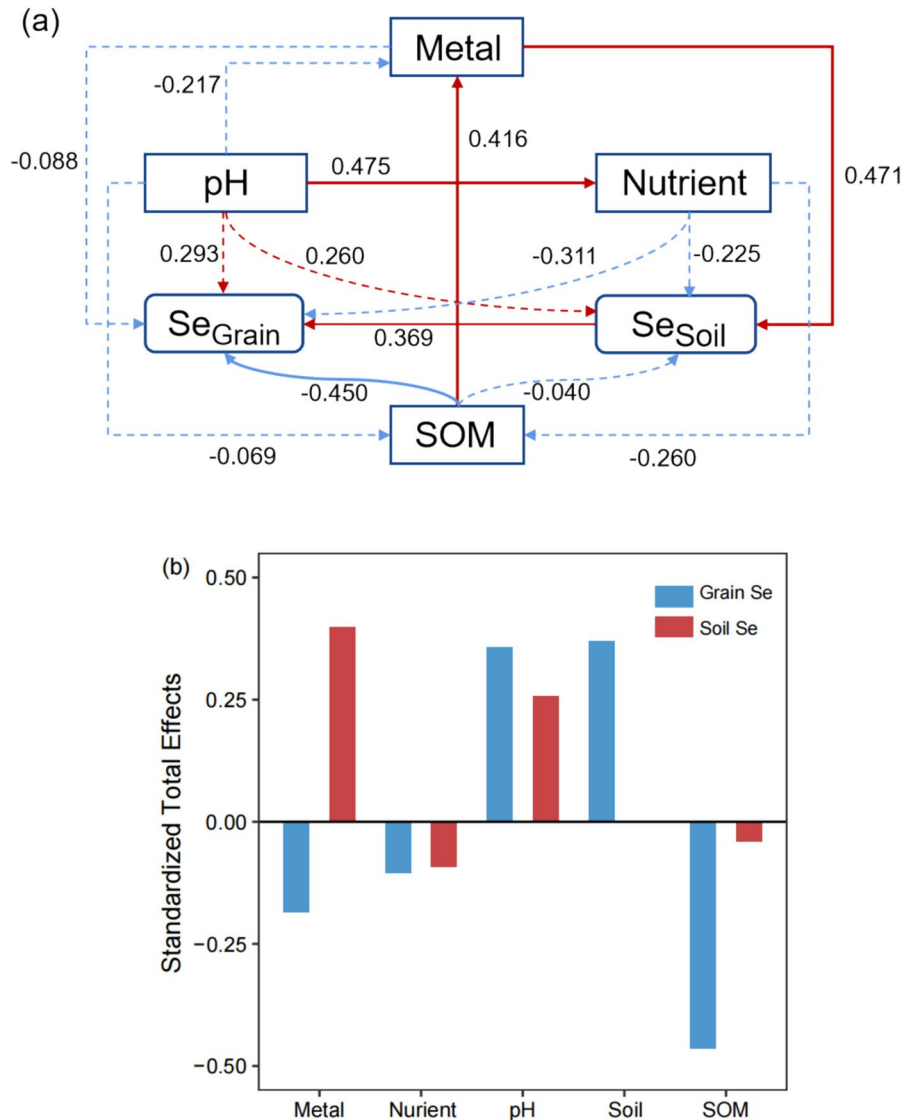 (a)
Metal
-0.217
-0.088
0.416
0.475
0.471
pH
Nutrient
0.293
0.260
-0.311
-0.225
SeGrain
SeSoil
0.369
-0.450
-0.040
SOM
-0.069
-0.260
(b)
Grain Se
Soil Se
Standardized Total Effects
0.50
0.25
0.00
−0.25
−0.50
Metal
Nurient
pH
Soil
SOM